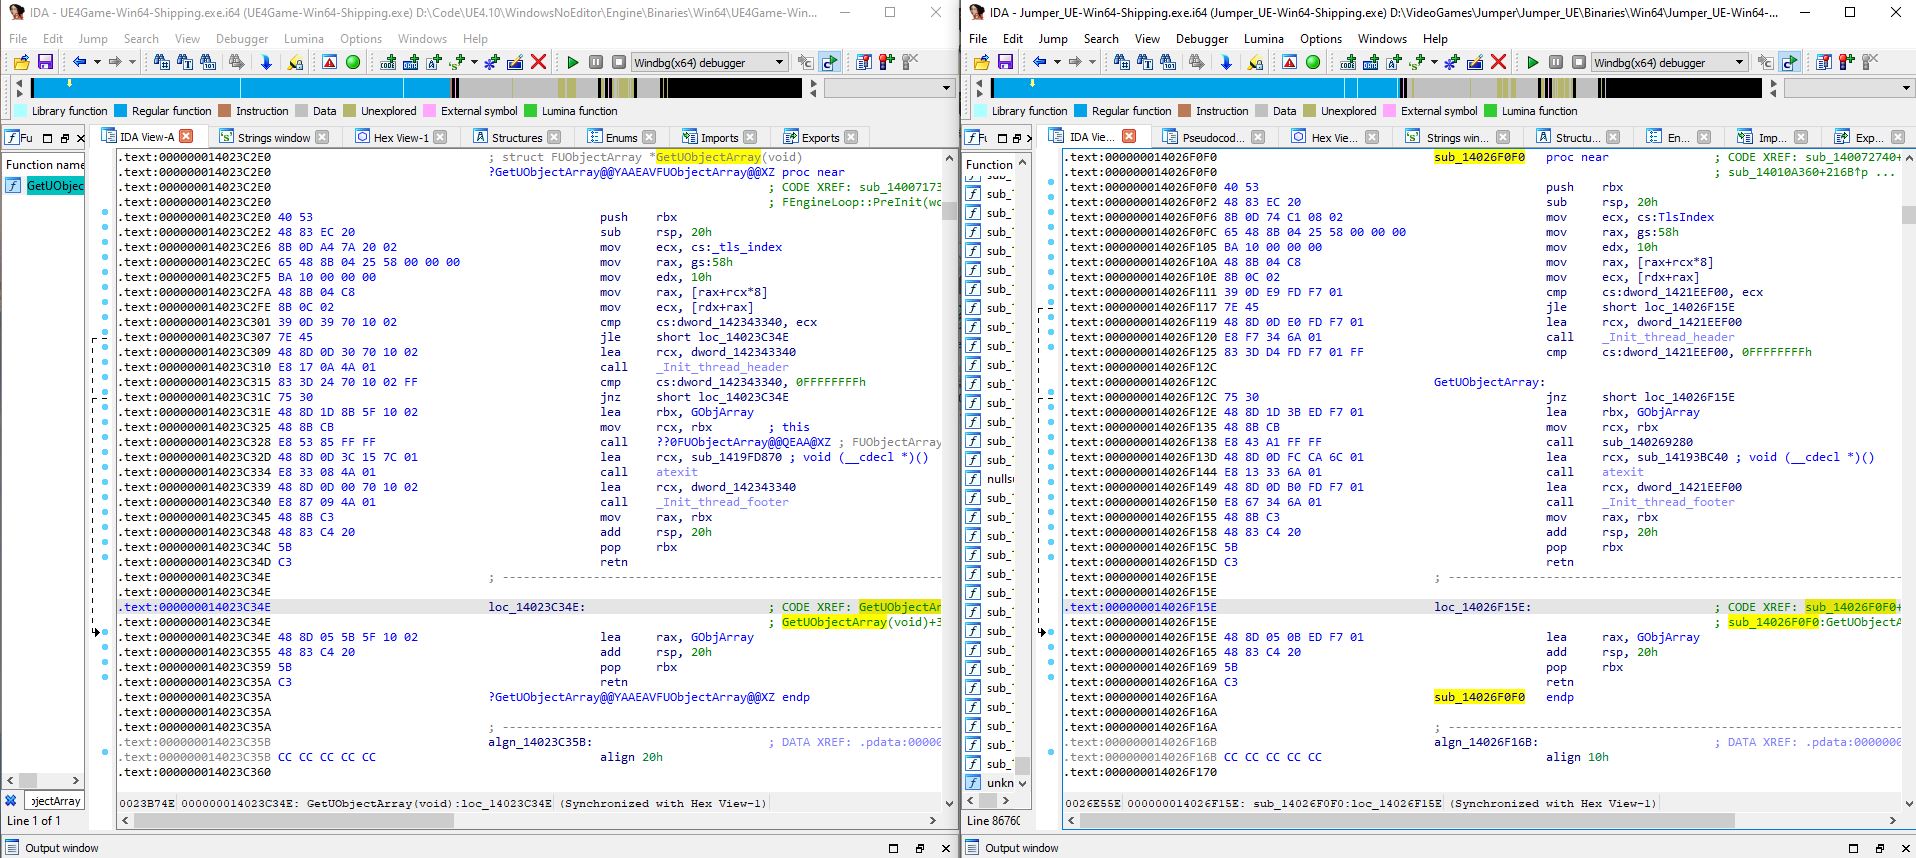 IDA - UE4Game-Win64-Shipping.exe.i64 (UE4Game-Win64-Shipping.exe) D:\Code\UE4.10\WindowsNoEditor\Engine\Binaries\Win64\UE4Game-Win...
File Edit Jump Search View Debugger Lumina Options Windows Help
Windbg(x64) debugger
Library function Regular function Instruction Data Unexplored External symbol Lumina function
Fu IDA View-A Strings window Hex View-1 Structures Enums Imports Exports
Function name
GetUObjec
.text:000000014023C2E0 ; struct FUObjectArray *GetUObjectArray(void)
.text:000000014023C2E0 ?GetUObjectArray@@YAAEAVFUObjectArray@@XZ proc near
.text:000000014023C2E0 ; CODE XREF: sub_14007173
.text:000000014023C2E0 ; FEngineLoop::PreInit(wc
.text:000000014023C2E0 40 53 push rbx
.text:000000014023C2E2 48 83 EC 20 sub rsp, 20h
.text:000000014023C2E6 8B 0D A4 7A 20 02 mov ecx, cs:_tls_index
.text:000000014023C2EC 65 48 8B 04 25 58 00 00 00 mov rax, gs:58h
.text:000000014023C2F5 BA 10 00 00 00 mov edx, 10h
.text:000000014023C2FA 48 8B 04 C8 mov rax, [rax+rcx*8]
.text:000000014023C2FE 8B 0C 02 mov ecx, [rdx+rax]
.text:000000014023C301 39 0D 39 70 10 02 cmp cs:dword_142343340, ecx
.text:000000014023C307 7E 45 jle short loc_14023C34E
.text:000000014023C309 48 8D 0D 30 70 10 02 lea rcx, dword_142343340
.text:000000014023C310 E8 17 0A 4A 01 call _Init_thread_header
.text:000000014023C315 83 3D 24 70 10 02 FF cmp cs:dword_142343340, 0FFFFFFFFh
.text:000000014023C31C 75 30 jnz short loc_14023C34E
.text:000000014023C31E 48 8D 1D 8B 5F 10 02 lea rbx, GObjArray
.text:000000014023C325 48 8B CB mov rcx, rbx ; this
.text:000000014023C328 E8 53 85 FF FF call ??0FUObjectArray@@QEAA@XZ ; FUObjectArray
.text:000000014023C32D 48 8D 0D 3C 15 7C 01 lea rcx, sub_1419FD870 ; void (__cdecl *)()
.text:000000014023C334 E8 33 08 4A 01 call atexit
.text:000000014023C339 48 8D 0D 00 70 10 02 lea rcx, dword_142343340
.text:000000014023C340 E8 87 09 4A 01 call _Init_thread_footer
.text:000000014023C345 48 8B C3 mov rax, rbx
.text:000000014023C348 48 83 C4 20 add rsp, 20h
.text:000000014023C34C 5B pop rbx
.text:000000014023C34D C3 retn
.text:000000014023C34E ; ---------------------------------------------------------------
.text:000000014023C34E
.text:000000014023C34E loc_14023C34E: ; CODE XREF: GetUObjectAr
.text:000000014023C34E ; GetUObjectArray(void)+3
.text:000000014023C34E 48 8D 05 5B 5F 10 02 lea rax, GObjArray
.text:000000014023C355 48 83 C4 20 add rsp, 20h
.text:000000014023C359 5B pop rbx
.text:000000014023C35A C3 retn
.text:000000014023C35A ?GetUObjectArray@@YAAEAVFUObjectArray@@XZ endp
.text:000000014023C35A
.text:000000014023C35A ; ---------------------------------------------------------------
.text:000000014023C35B algn_14023C35B: ; DATA XREF: .pdata:00000
.text:000000014023C35B CC CC CC CC CC align 20h
.text:000000014023C360
ojectArray
0023B74E 000000014023C34E: GetUObjectArray(void):loc_14023C34E (Synchronized with Hex View-1)
Line 1 of 1
Output window
IDA - Jumper_UE-Win64-Shipping.exe.i64 (Jumper_UE-Win64-Shipping.exe) D:\VideoGames\Jumper\Jumper_UE\Binaries\Win64\Jumper_UE-Win64-...
File Edit Jump Search View Debugger Lumina Options Windows Help
Windbg(x64) debugger
Library function Regular function Instruction Data Unexplored External symbol Lumina function
IDA Vie... Pseudocod... Hex Vie... Strings win... Structu... En... Imp... Exp...
Function
nullsu
unkn
.text:000000014026F0F0 sub_14026F0F0 proc near ; CODE XREF: sub_140072740+
.text:000000014026F0F0 ; sub_14010A360+216B↑p ...
.text:000000014026F0F0 40 53 push rbx
.text:000000014026F0F2 48 83 EC 20 sub rsp, 20h
.text:000000014026F0F6 8B 0D 74 C1 08 02 mov ecx, cs:TlsIndex
.text:000000014026F0FC 65 48 8B 04 25 58 00 00 00 mov rax, gs:58h
.text:000000014026F105 BA 10 00 00 00 mov edx, 10h
.text:000000014026F10A 48 8B 04 C8 mov rax, [rax+rcx*8]
.text:000000014026F10E 8B 0C 02 mov ecx, [rdx+rax]
.text:000000014026F111 39 0D E9 FD F7 01 cmp cs:dword_1421EEF00, ecx
.text:000000014026F117 7E 45 jle short loc_14026F15E
.text:000000014026F119 48 8D 0D E0 FD F7 01 lea rcx, dword_1421EEF00
.text:000000014026F120 E8 F7 34 6A 01 call _Init_thread_header
.text:000000014026F125 83 3D D4 FD F7 01 FF cmp cs:dword_1421EEF00, 0FFFFFFFFh
.text:000000014026F12C
.text:000000014026F12C GetUObjectArray:
.text:000000014026F12C 75 30 jnz short loc_14026F15E
.text:000000014026F12E 48 8D 1D 3B ED F7 01 lea rbx, GObjArray
.text:000000014026F135 48 8B CB mov rcx, rbx
.text:000000014026F138 E8 43 A1 FF FF call sub_140269280
.text:000000014026F13D 48 8D 0D FC CA 6C 01 lea rcx, sub_14193BC40 ; void (__cdecl *)()
.text:000000014026F144 E8 13 33 6A 01 call atexit
.text:000000014026F149 48 8D 0D B0 FD F7 01 lea rcx, dword_1421EEF00
.text:000000014026F150 E8 67 34 6A 01 call _Init_thread_footer
.text:000000014026F155 48 8B C3 mov rax, rbx
.text:000000014026F158 48 83 C4 20 add rsp, 20h
.text:000000014026F15C 5B pop rbx
.text:000000014026F15D C3 retn
.text:000000014026F15E ; ---------------------------------------------------------------
.text:000000014026F15E
.text:000000014026F15E loc_14026F15E: ; CODE XREF: sub_14026F0F0+
.text:000000014026F15E ; sub_14026F0F0:GetUObjectA
.text:000000014026F15E 48 8D 05 0B ED F7 01 lea rax, GObjArray
.text:000000014026F165 48 83 C4 20 add rsp, 20h
.text:000000014026F169 5B pop rbx
.text:000000014026F16A C3 retn
.text:000000014026F16A sub_14026F0F0 endp
.text:000000014026F16A
.text:000000014026F16A ; ---------------------------------------------------------------
.text:000000014026F16B algn_14026F16B: ; DATA XREF: .pdata:0000000
.text:000000014026F16B CC CC CC CC CC align 10h
.text:000000014026F170
0026E55E 000000014026F15E: sub_14026F0F0:loc_14026F15E (Synchronized with Hex View-1)
Line 8676
Output window